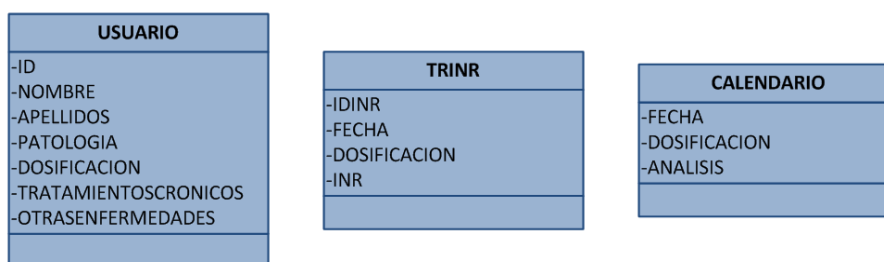 USUARIO
-ID
-NOMBRE
-APELLIDOS
-PATOLOGIA
-DOSIFICACION
-TRATAMIENTOSCRONICOS
-OTRASENFERMEDADES
TRINR
-IDINR
-FECHA
-DOSIFICACION
-INR
CALENDARIO
-FECHA
-DOSIFICACION
-ANALISIS